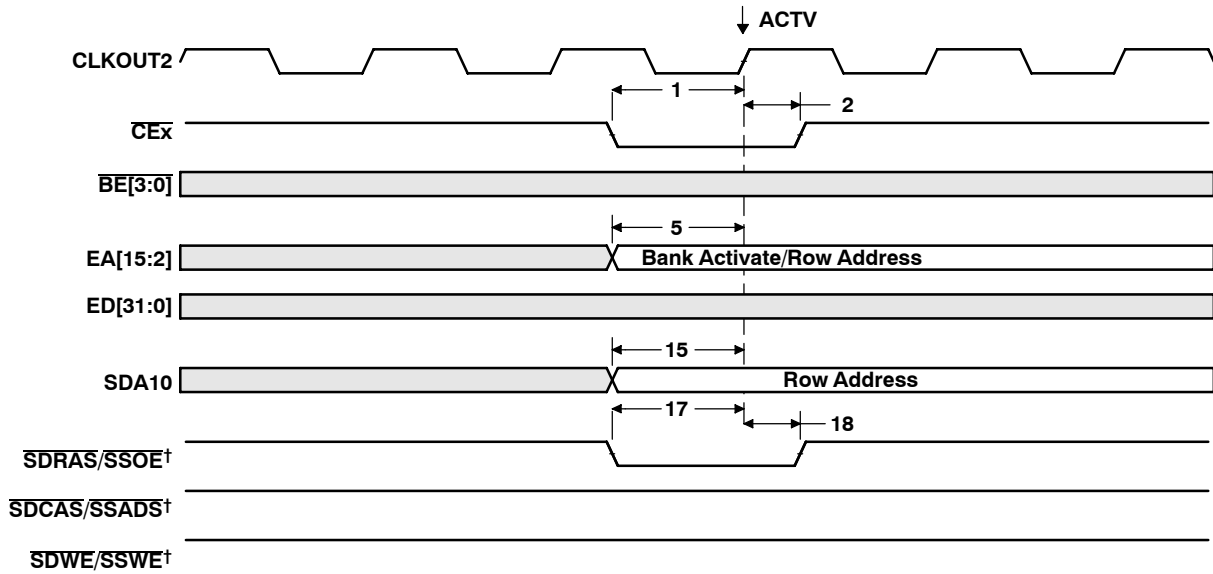 ACTV
CLKOUT2
1
2
CEx
BE[3:0]
5
EA[15:2]
Bank Activate/Row Address
ED[31:0]
15
SDA10
Row Address
17
18
SDRAS/SSOE†
SDCAS/SSADS†
SDWE/SSWE†